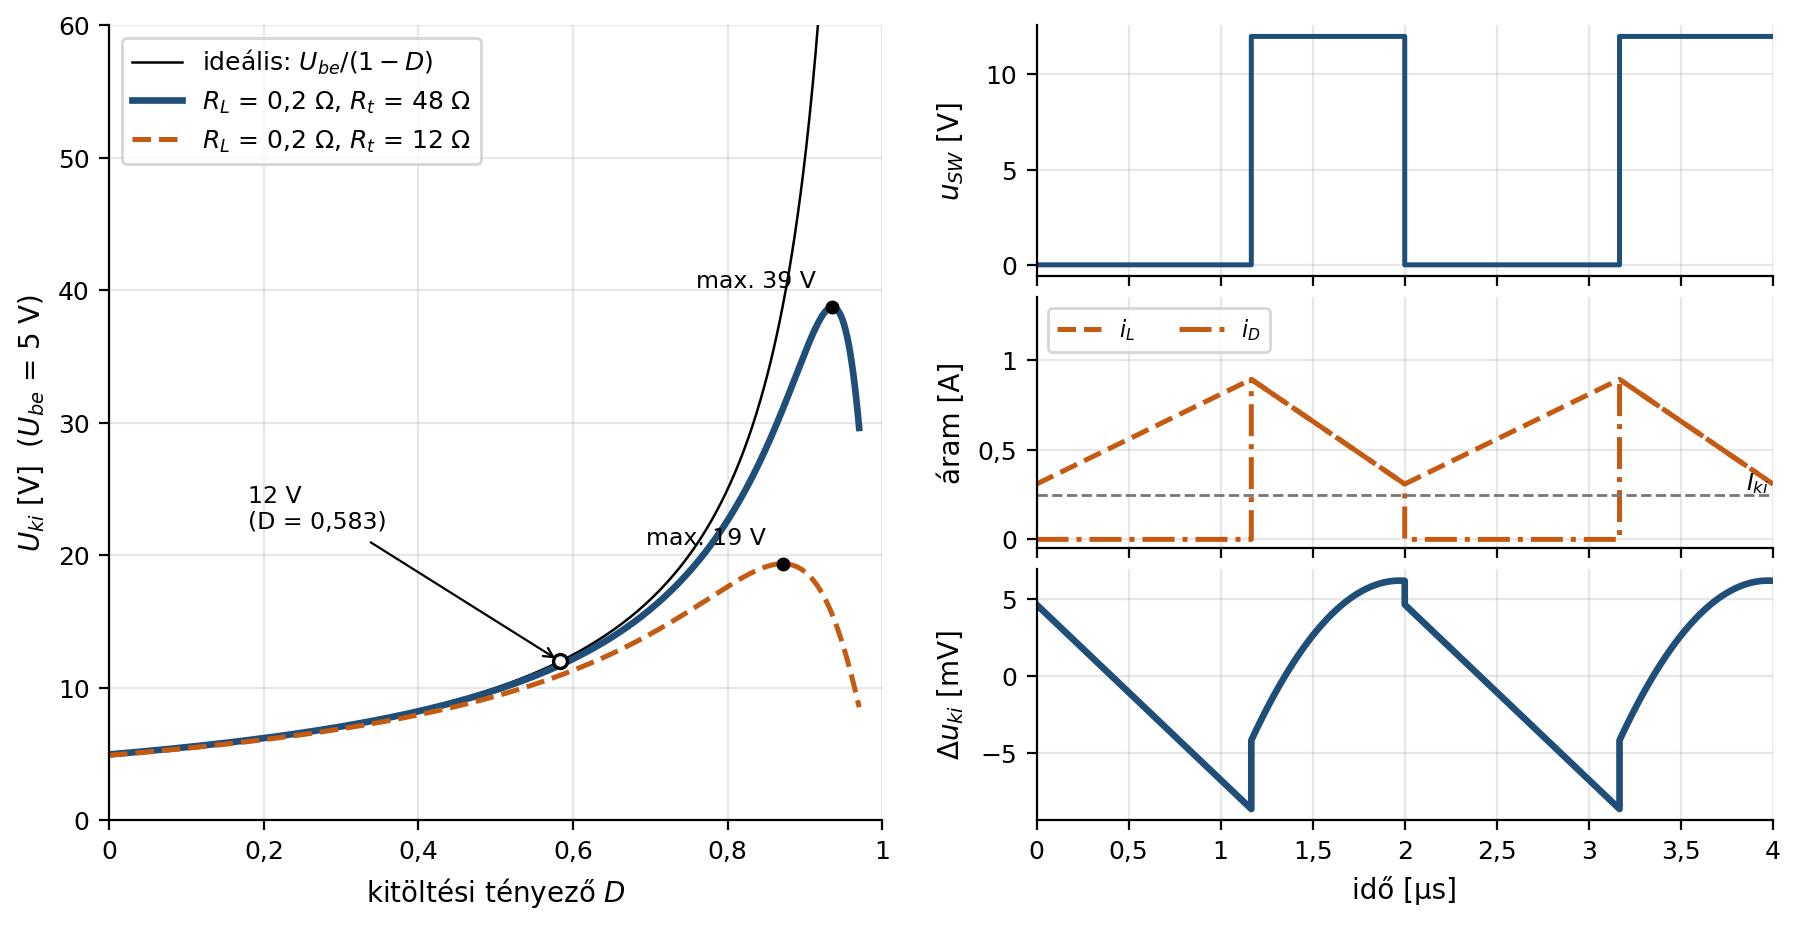 ideális: U_be/(1 − D)
R_L = 0,2 Ω, R_t = 48 Ω
R_L = 0,2 Ω, R_t = 12 Ω
max. 39 V
12 V
(D = 0,583)
max. 19 V
U_ki [V] (U_be = 5 V)
60
50
40
30
20
10
0
0 0,2 0,4 0,6 0,8 1
kitöltési tényező D
u_SW [V]
10
5
0
i_L i_D
áram [A]
1
0,5
0
I_ki
Δu_ki [mV]
5
0
−5
0 0,5 1 1,5 2 2,5 3 3,5 4
idő [µs]